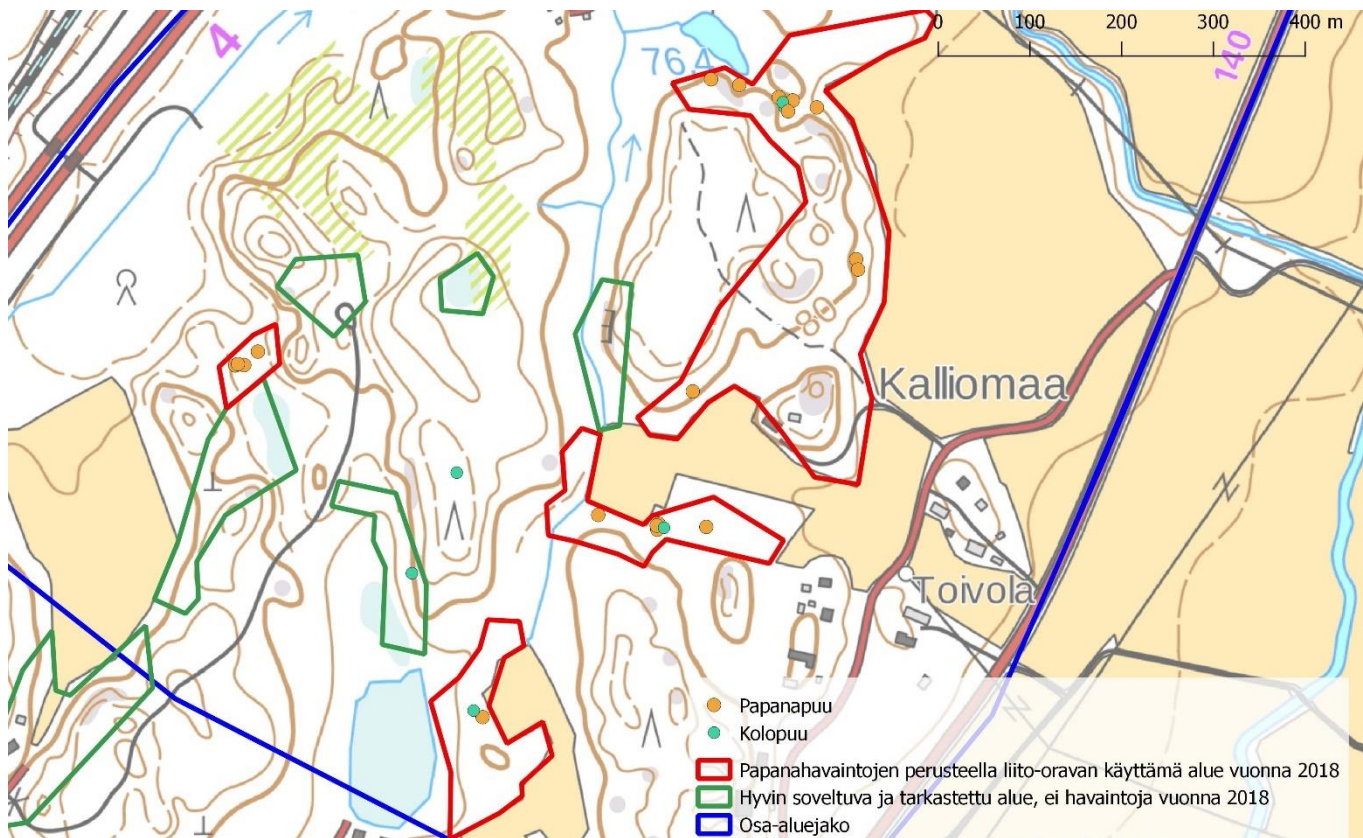 4
76.4
0 100 200 300 400 m
140
80
Kalliomaa
Toivola
Papanapuu
Kolopuu
Papanahavaintojen perusteella liito-oravan käyttämä alue vuonna 2018
Hyvin soveltuva ja tarkastettu alue, ei havaintoja vuonna 2018
Osa-aluejako